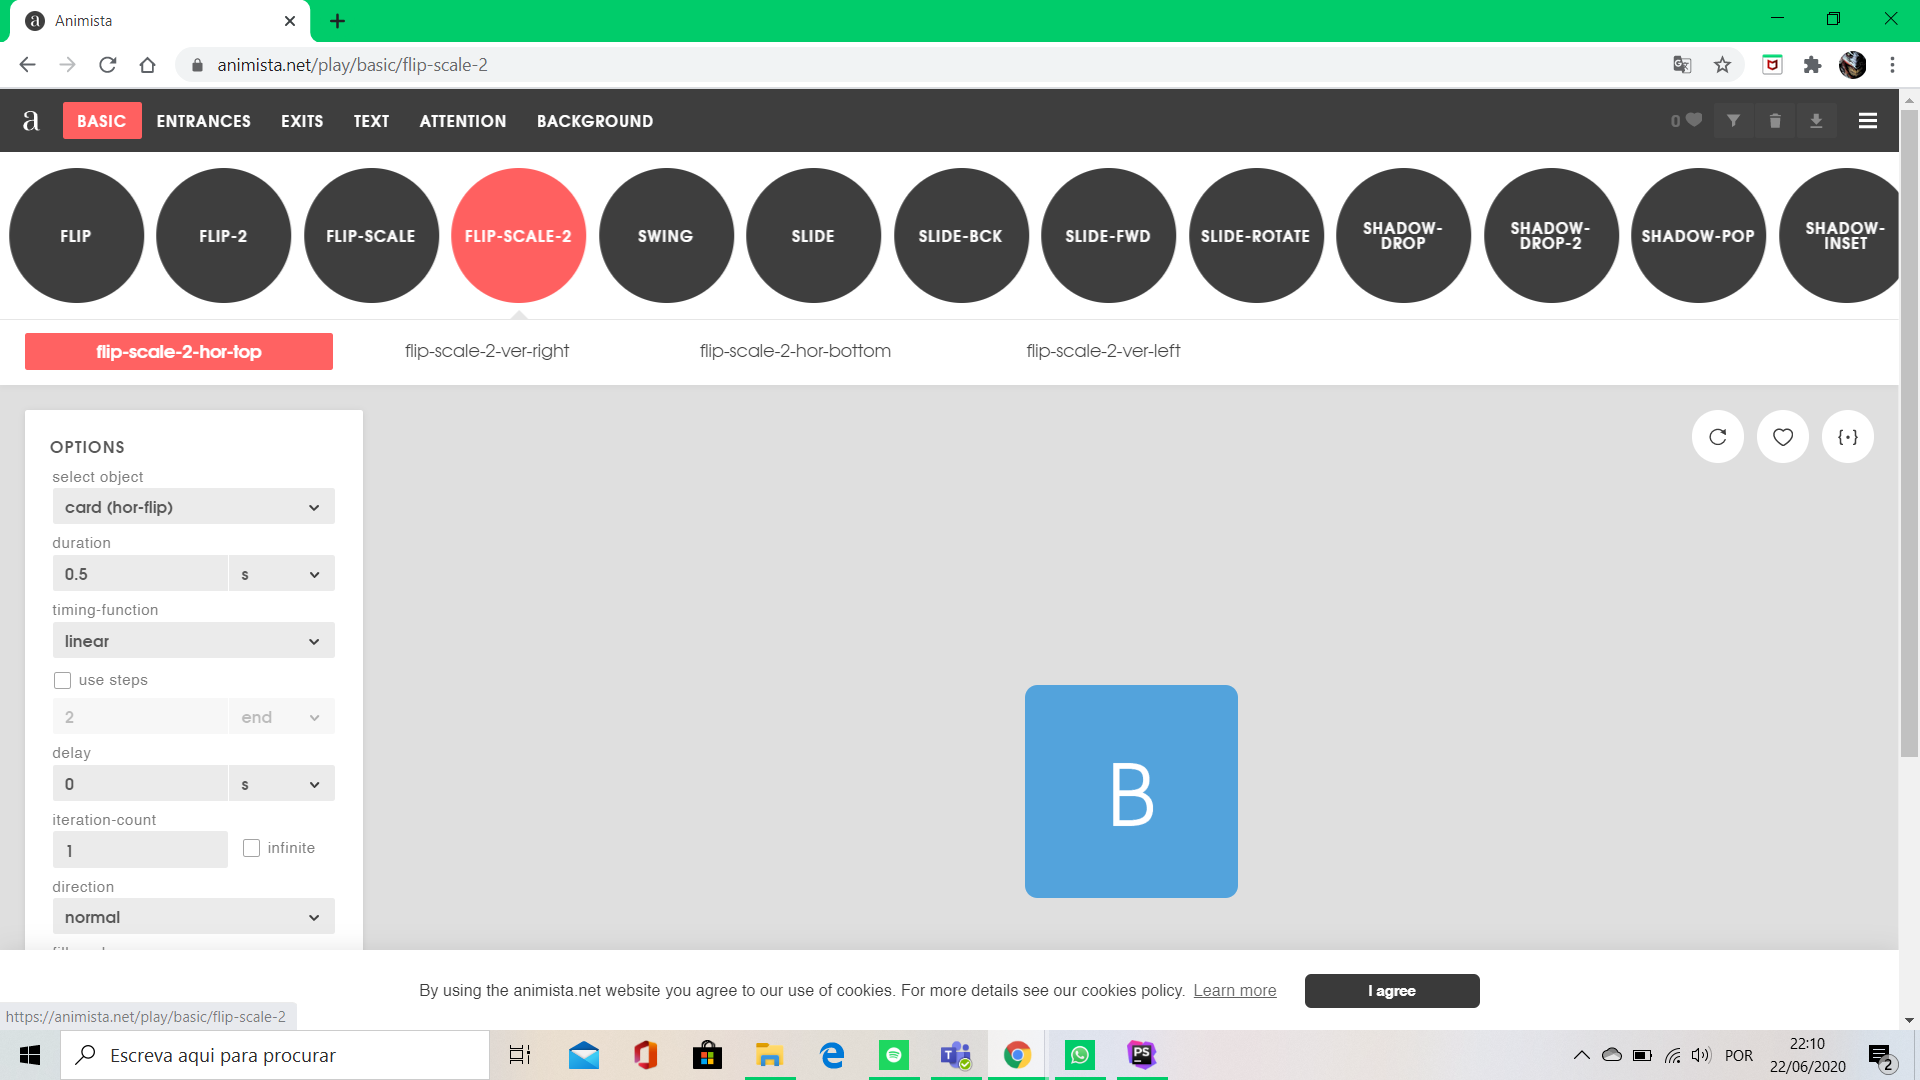 Animista
animista.net/play/basic/flip-scale-2
a BASIC ENTRANCES EXITS TEXT ATTENTION BACKGROUND 0
FLIP FLIP-2 FLIP-SCALE FLIP-SCALE-2 SWING SLIDE SLIDE-BCK SLIDE-FWD SLIDE-ROTATE SHADOW-DROP SHADOW-DROP-2 SHADOW-POP SHADOW-INSET
flip-scale-2-hor-top flip-scale-2-ver-right flip-scale-2-hor-bottom flip-scale-2-ver-left
OPTIONS
select object
card (hor-flip)
{·}
duration
0.5 s
timing-function
linear
use steps
2 end
delay
0 s
iteration-count
1 infinite
direction
normal
B
By using the animista.net website you agree to our use of cookies. For more details see our cookies policy. Learn more I agree
https://animista.net/play/basic/flip-scale-2
Escreva aqui para procurar
POR
22:10
22/06/2020
2